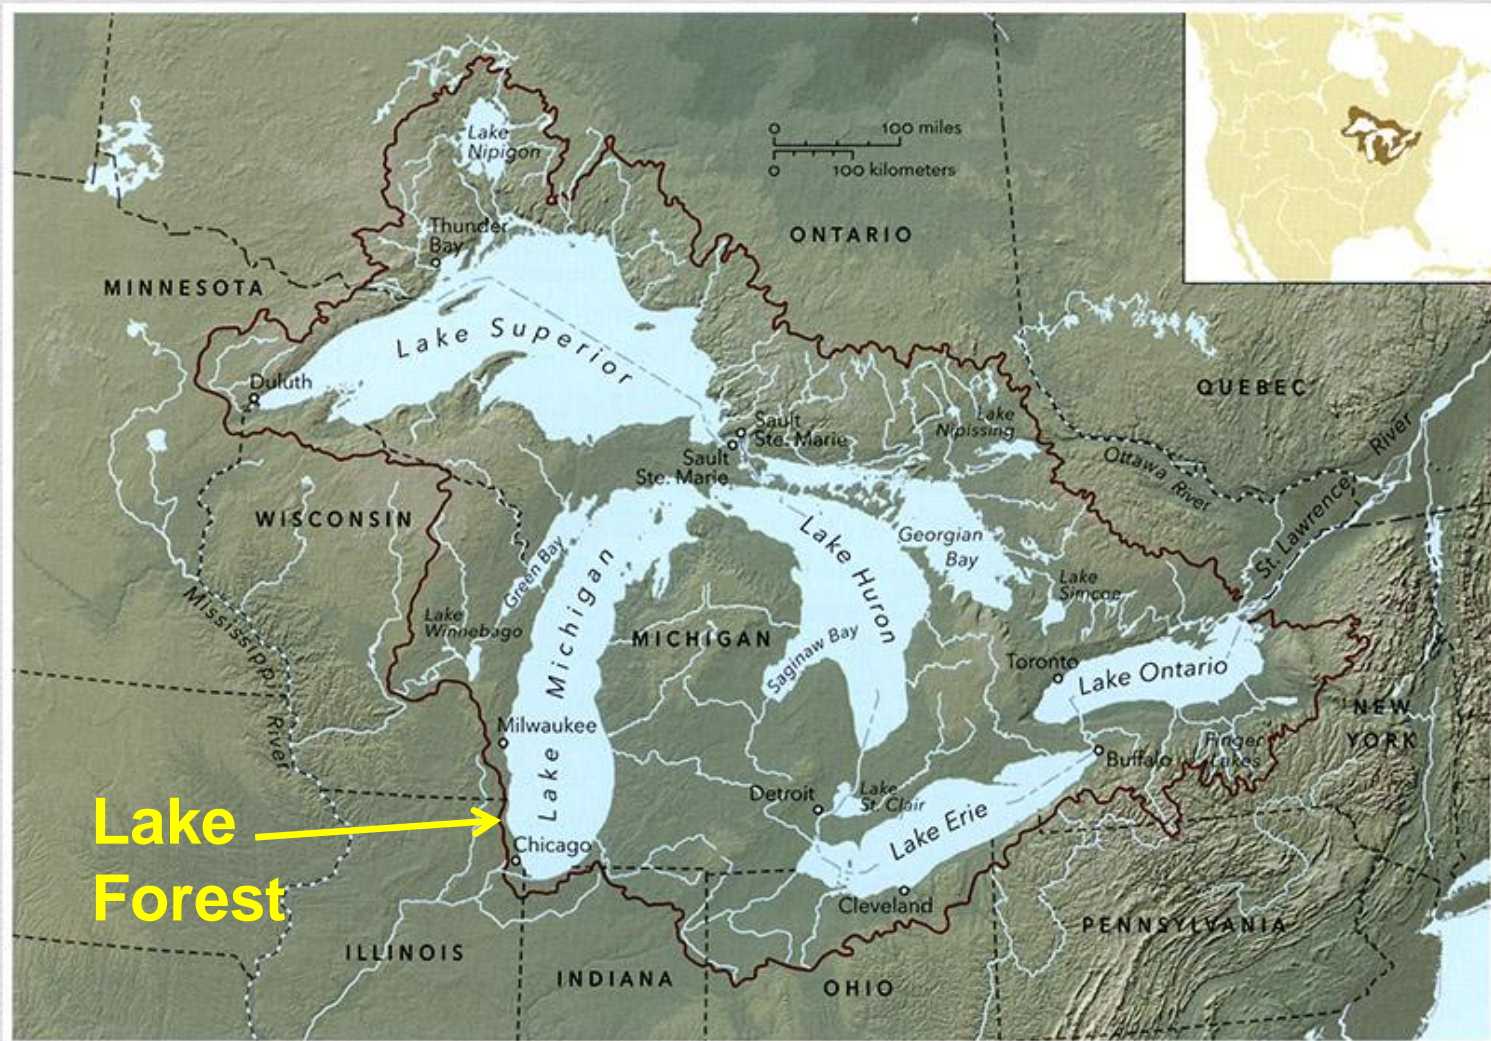 Lake
Nipigon
0 100 miles
0 100 kilometers
Thunder
Bay
ONTARIO
MINNESOTA
Lake Superior
Duluth
QUEBEC
Sault
Ste. Marie
Sault
Ste. Marie
Lake
Nipissing
Ottawa River
St. Lawrence River
WISCONSIN
Green Bay
Lake Michigan
Lake Huron
Georgian
Bay
Lake
Simcoe
Mississippi River
Lake
Winnebago
MICHIGAN
Saginaw Bay
Toronto
Lake Ontario
NEW
YORK
Milwaukee
Buffalo
Finger
Lakes
Detroit
Lake
St. Clair
Lake Erie
Lake
Forest
Chicago
Cleveland
PENNSYLVANIA
ILLINOIS
INDIANA
OHIO